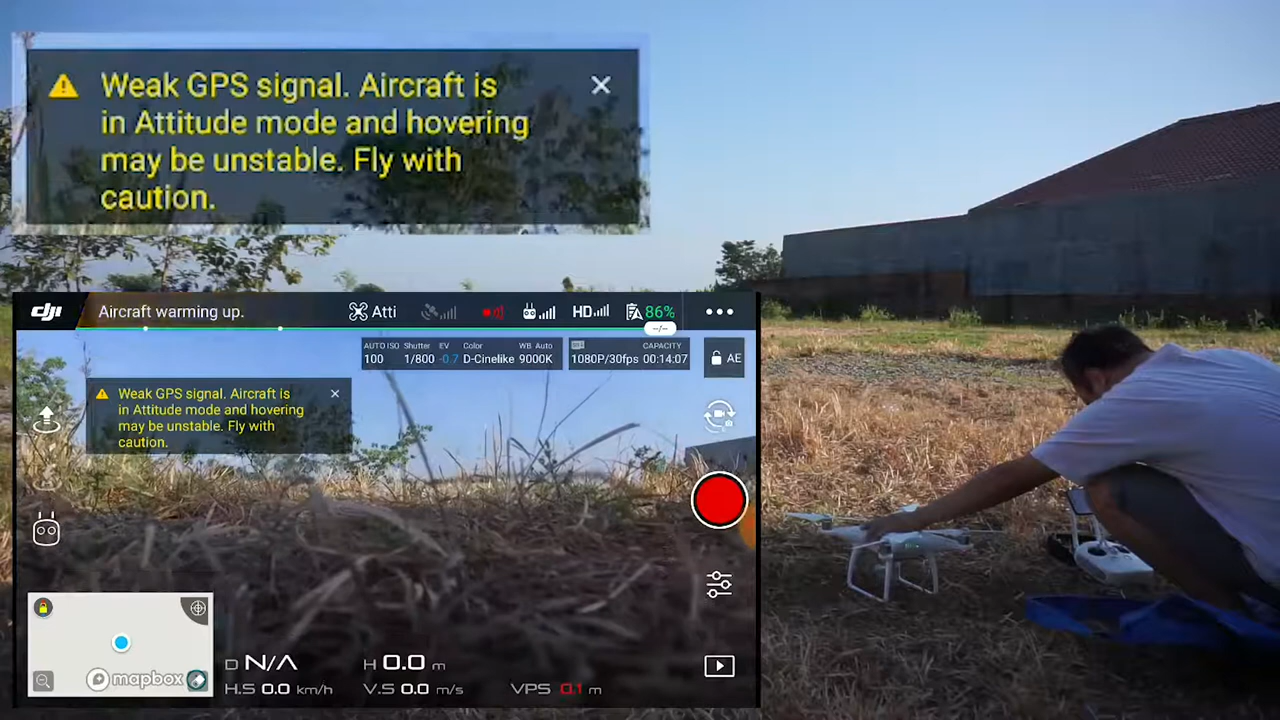 Weak GPS signal. Aircraft is
in Attitude mode and hovering
may be unstable. Fly with
caution.
dji Aircraft warming up. Atti HD 86%
--/--
AUTO ISO Shutter EV Color WB Auto CAPACITY
100 1/800 -0.7 D-Cinelike 9000K 1080P/30fps 00:14:07 AE
Weak GPS signal. Aircraft is
in Attitude mode and hovering
may be unstable. Fly with
caution.
mapbox
D N/A H 0.0 m
H.S 0.0 km/h V.S 0.0 m/s VPS 0.1 m